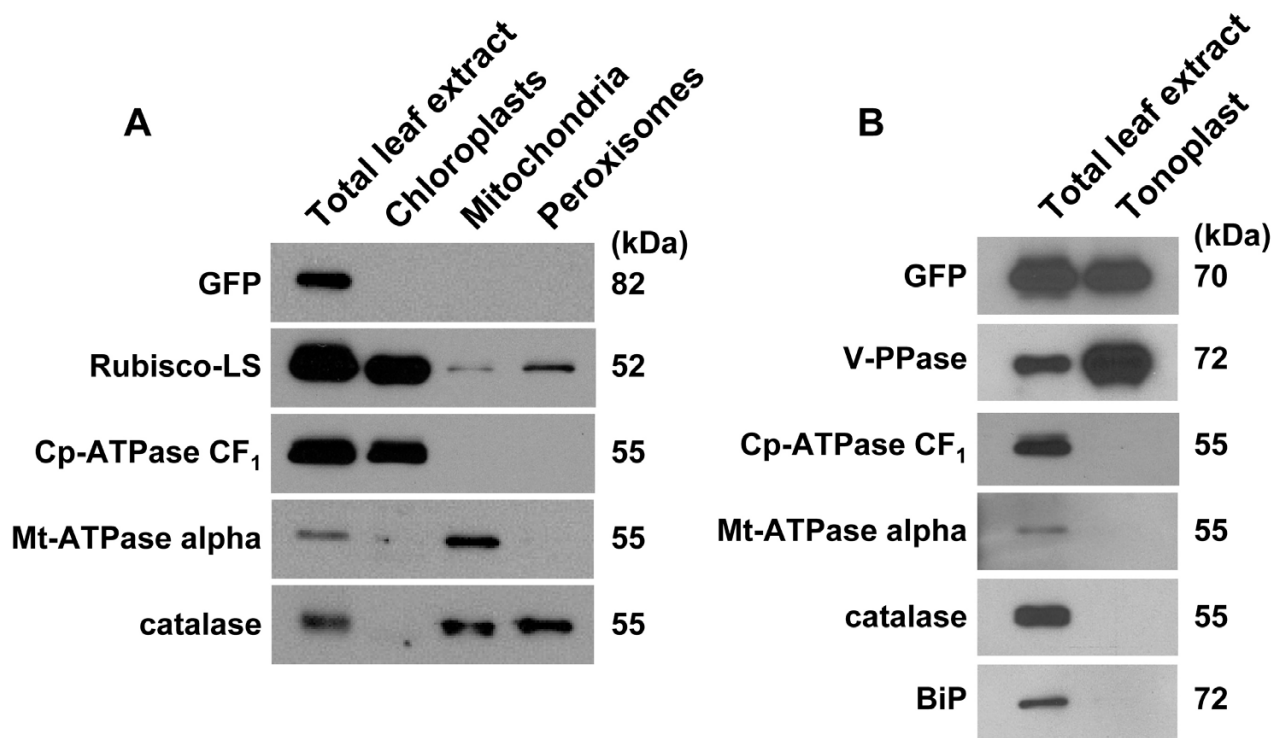 A
Total leaf extract
Chloroplasts
Mitochondria
Peroxisomes
(kDa)
GFP 82
Rubisco-LS 52
Cp-ATPase CF₁ 55
Mt-ATPase alpha 55
catalase 55
B
Total leaf extract
Tonoplast
(kDa)
GFP 70
V-PPase 72
Cp-ATPase CF₁ 55
Mt-ATPase alpha 55
catalase 55
BiP 72